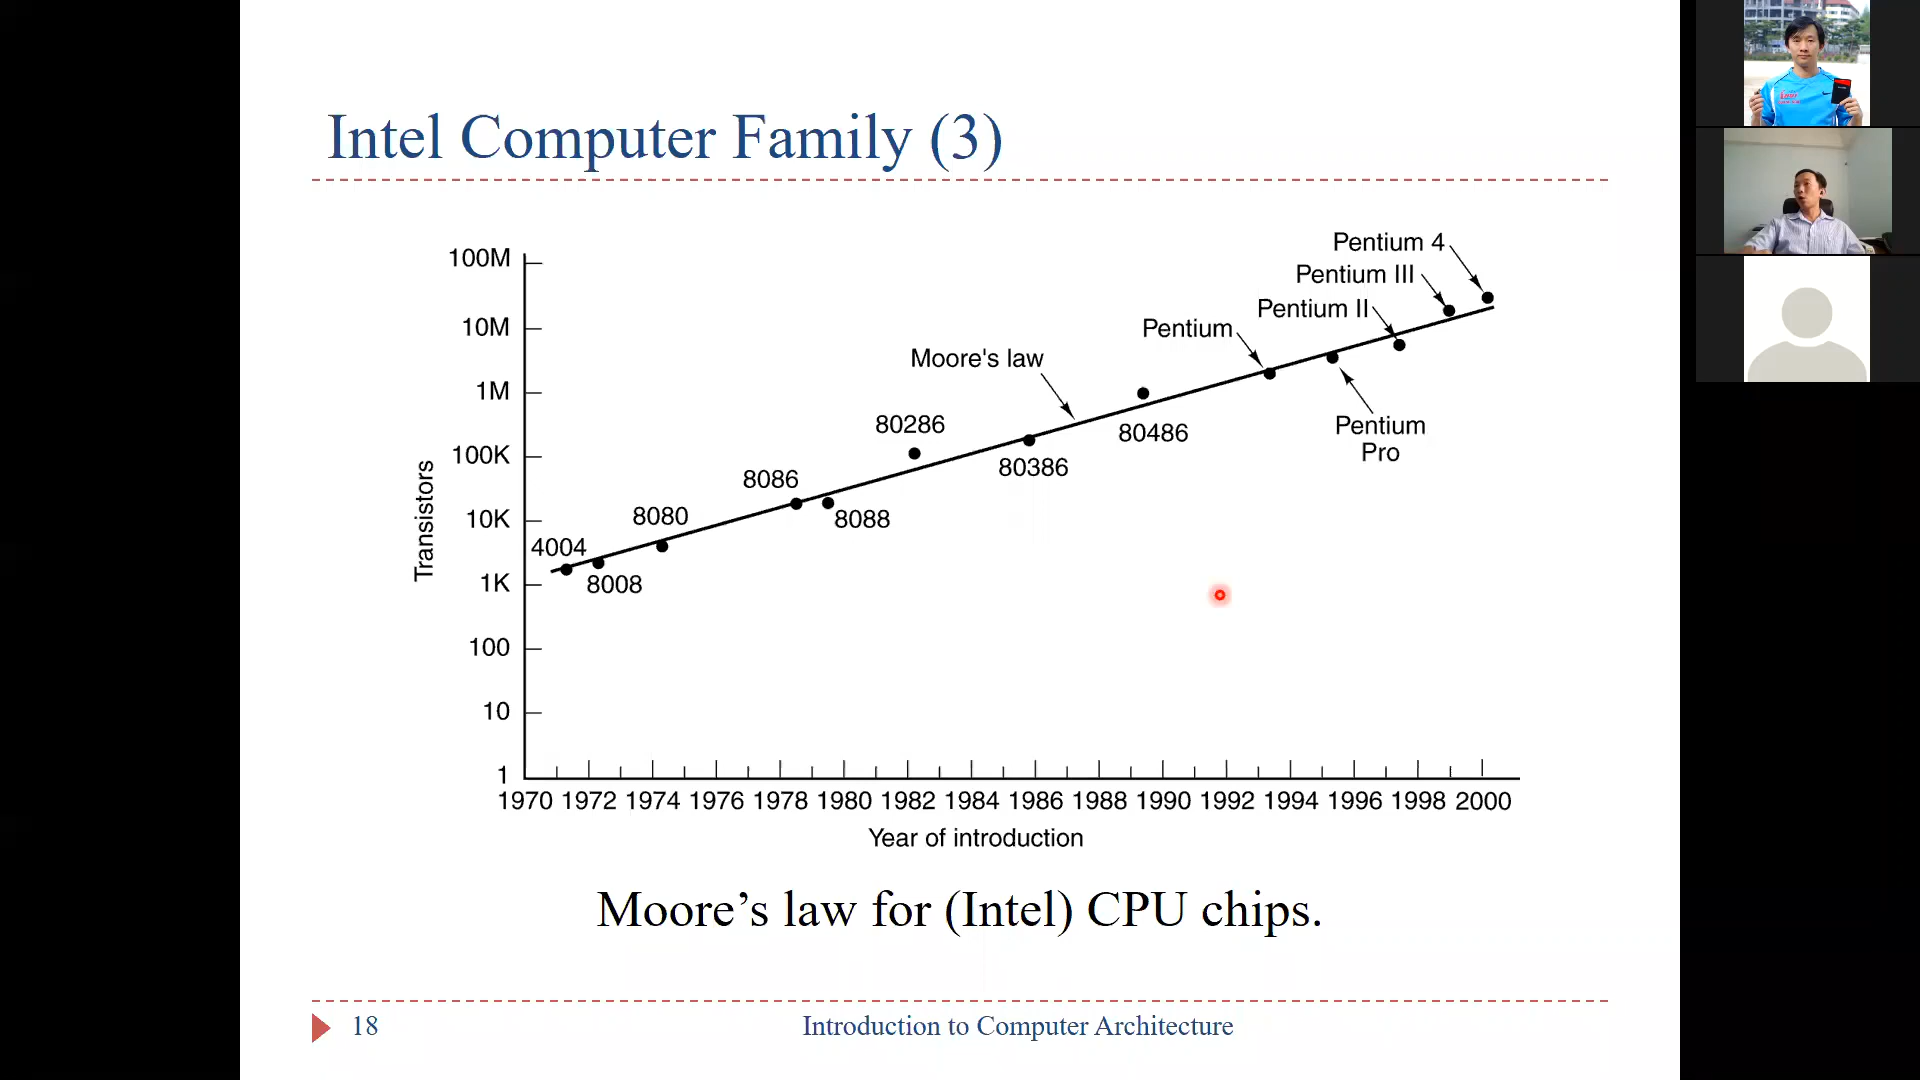 Intel Computer Family (3)
Pentium 4
100M
Pentium III
Pentium II
10M
Pentium
Moore's law
1M
80286
80486
Pentium
Pro
100K
80386
8086
8080
10K
8088
4004
1K
8008
Transistors
100
10
1
1970 1972 1974 1976 1978 1980 1982 1984 1986 1988 1990 1992 1994 1996 1998 2000
Year of introduction
Moore’s law for (Intel) CPU chips.
18
Introduction to Computer Architecture